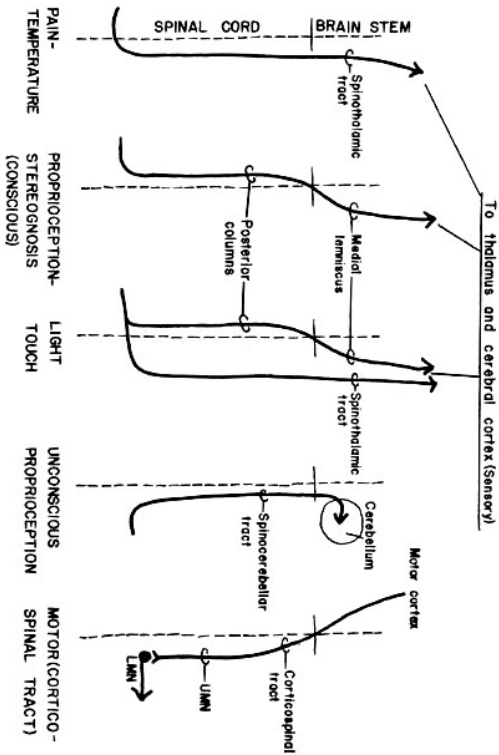 To thalamus and cerebral cortex (Sensory)
SPINAL CORD
BRAIN STEM
Spinothalamic
tract
PAIN-
TEMPERATURE
Posterior
columns
Medial
lemniscus
PROPRIOCEPTION-
STEREOGNOSIS
(CONSCIOUS)
Spinothalamic
tract
LIGHT
TOUCH
Cerebellum
Spinocerebellar
tract
UNCONSCIOUS
PROPRIOCEPTION
Motor cortex
Corticospinal
tract
UMN
LMN
MOTOR (CORTICO-
SPINAL TRACT)